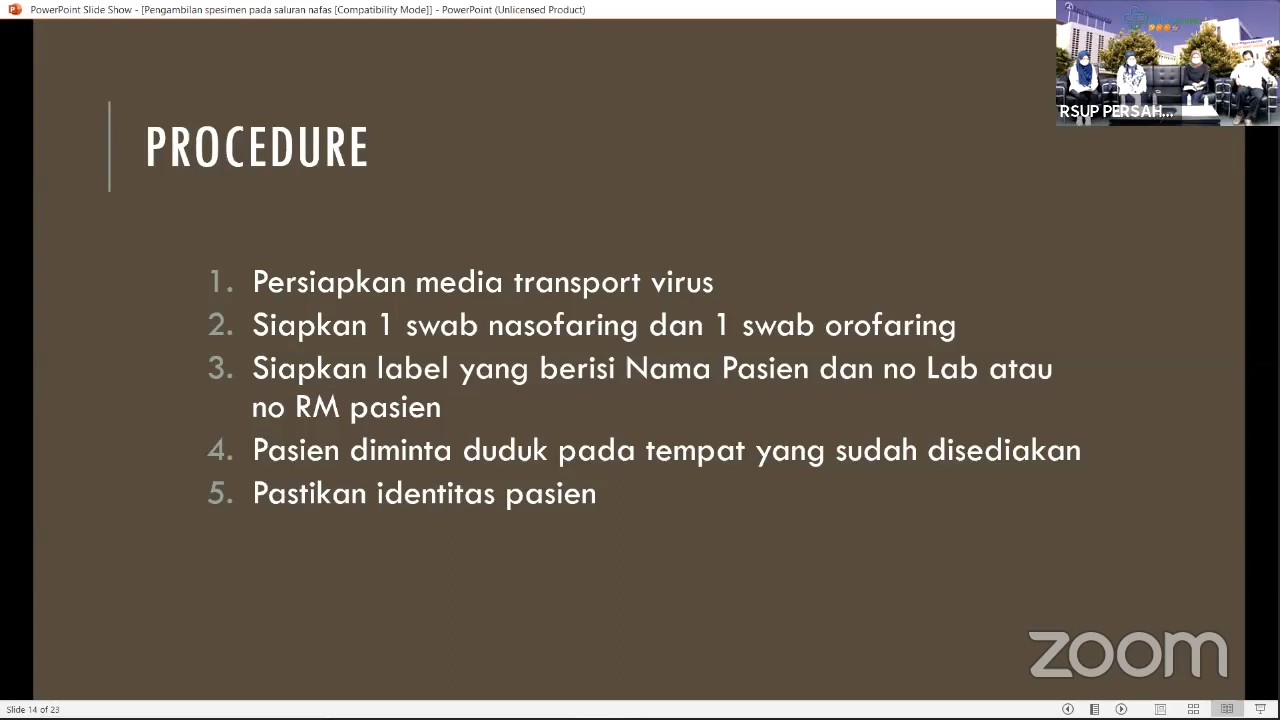 PowerPoint Slide Show - [Pengambilan spesimen pada saluran nafas [Compatibility Mode]] - PowerPoint (Unlicensed Product)
RSUP PERSAH...
PROCEDURE
1. Persiapkan media transport virus
2. Siapkan 1 swab nasofaring dan 1 swab orofaring
3. Siapkan label yang berisi Nama Pasien dan no Lab atau
no RM pasien
4. Pasien diminta duduk pada tempat yang sudah disediakan
5. Pastikan identitas pasien
zoom
Slide 14 of 23